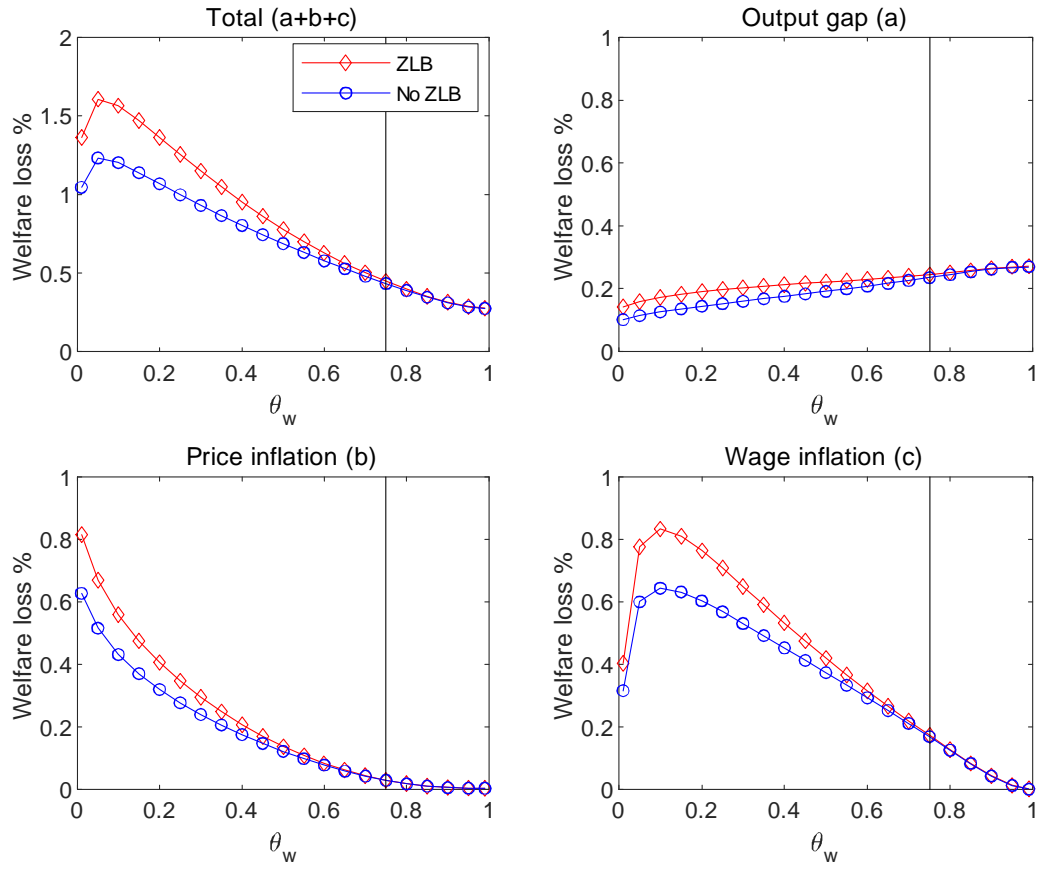 Total (a+b+c)
Welfare loss %
2
1.5
1
0.5
0
0 0.2 0.4 0.6 0.8 1
θw
ZLB
No ZLB
Output gap (a)
Welfare loss %
1
0.8
0.6
0.4
0.2
0
0 0.2 0.4 0.6 0.8 1
θw
Price inflation (b)
Welfare loss %
1
0.8
0.6
0.4
0.2
0
0 0.2 0.4 0.6 0.8 1
θw
Wage inflation (c)
Welfare loss %
1
0.8
0.6
0.4
0.2
0
0 0.2 0.4 0.6 0.8 1
θw